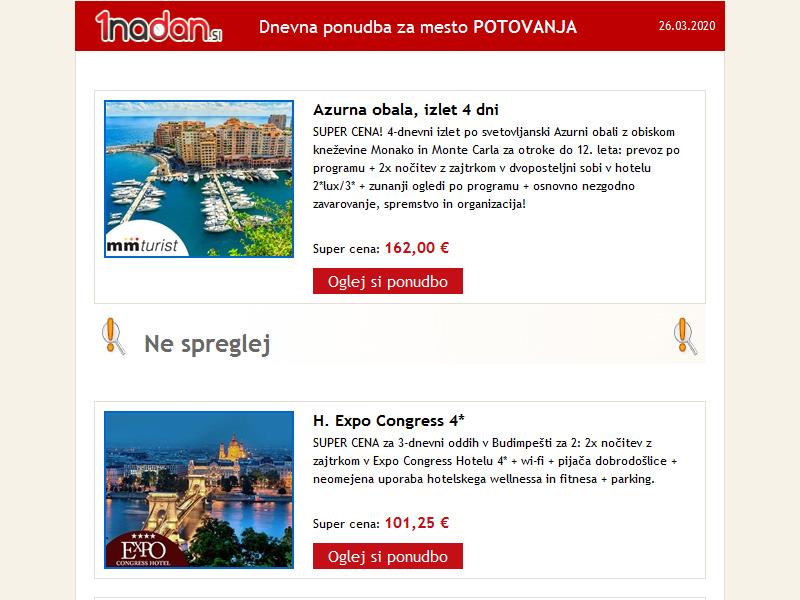 1nadan.si
Dnevna ponudba za mesto POTOVANJA
26.03.2020
Azurna obala, izlet 4 dni
SUPER CENA! 4-dnevni izlet po svetovljanski Azurni obali z obiskom
kneževine Monako in Monte Carla za otroke do 12. leta: prevoz po
programu + 2x nočitev z zajtrkom v dvoposteljni sobi v hotelu
2*lux/3* + zunanji ogledi po programu + osnovno nezgodno
zavarovanje, spremstvo in organizacija!
mmturist
Super cena: 162,00 €
Oglej si ponudbo
Ne spreglej
H. Expo Congress 4*
SUPER CENA za 3-dnevni oddih v Budimpešti za 2: 2x nočitev z
zajtrkom v Expo Congress Hotelu 4* + wi-fi + pijača dobrodošlice +
neomejena uporaba hotelskega wellnessa in fitnesa + parking.
EXPO
CONGRESS HOTEL
Super cena: 101,25 €
Oglej si ponudbo